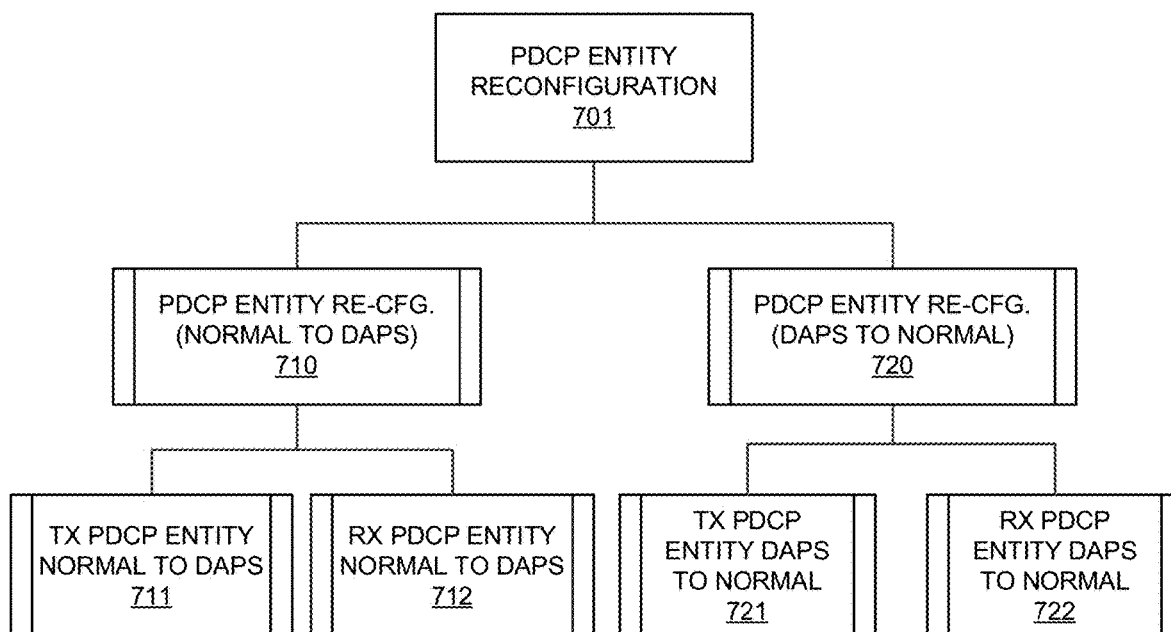 PDCP ENTITY
RECONFIGURATION
701
PDCP ENTITY RE-CFG.
(NORMAL TO DAPS)
710
PDCP ENTITY RE-CFG.
(DAPS TO NORMAL)
720
TX PDCP ENTITY
NORMAL TO DAPS
711
RX PDCP ENTITY
NORMAL TO DAPS
712
TX PDCP
ENTITY DAPS
TO NORMAL
721
RX PDCP
ENTITY DAPS
TO NORMAL
722